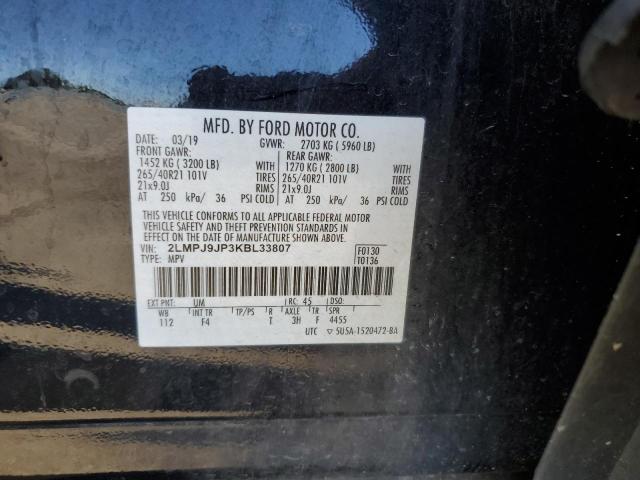 MFD. BY FORD MOTOR CO.
DATE: 03/19 GVWR: 2703 KG ( 5960 LB)
FRONT GAWR: REAR GAWR:
1452 KG ( 3200 LB) WITH 1270 KG ( 2800 LB) WITH
265/40R21 101V TIRES 265/40R21 101V TIRES
21x9.0J RIMS 21x9.0J RIMS
AT 250 kPa/ 36 PSI COLD AT 250 kPa/ 36 PSI COLD
THIS VEHICLE CONFORMS TO ALL APPLICABLE FEDERAL MOTOR
VEHICLE SAFETY AND THEFT PREVENTION STANDARDS IN
EFFECT ON THE DATE OF MANUFACTURE SHOWN ABOVE.
VIN: 2LMPJ9JP3KBL33807 F0130
TYPE: MPV T0136
EXT PNT: UM RC: 45 DSO:
WB INT TR TP/PS R AXLE TR SPR
112 F4 T 3H F 4455
UTC ▽ 5U5A-1520472-BA